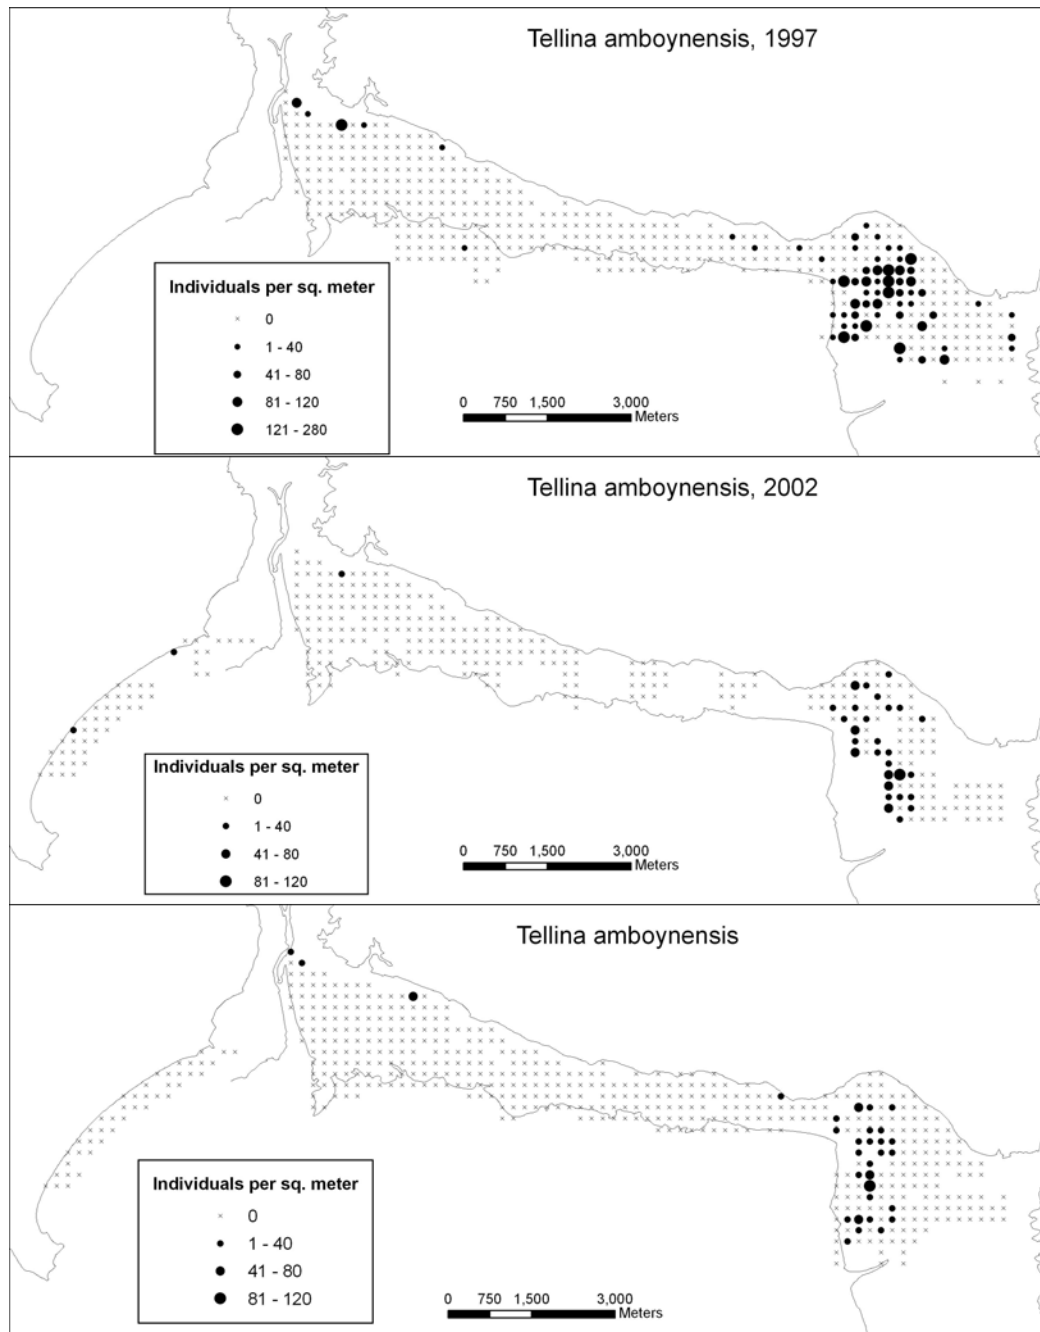 Tellina amboynensis, 1997
Individuals per sq. meter
0
1 - 40
41 - 80
81 - 120
121 - 280
0 750 1,500 3,000
Meters
Tellina amboynensis, 2002
Individuals per sq. meter
0
1 - 40
41 - 80
81 - 120
0 750 1,500 3,000
Meters
Tellina amboynensis
Individuals per sq. meter
0
1 - 40
41 - 80
81 - 120
0 750 1,500 3,000
Meters